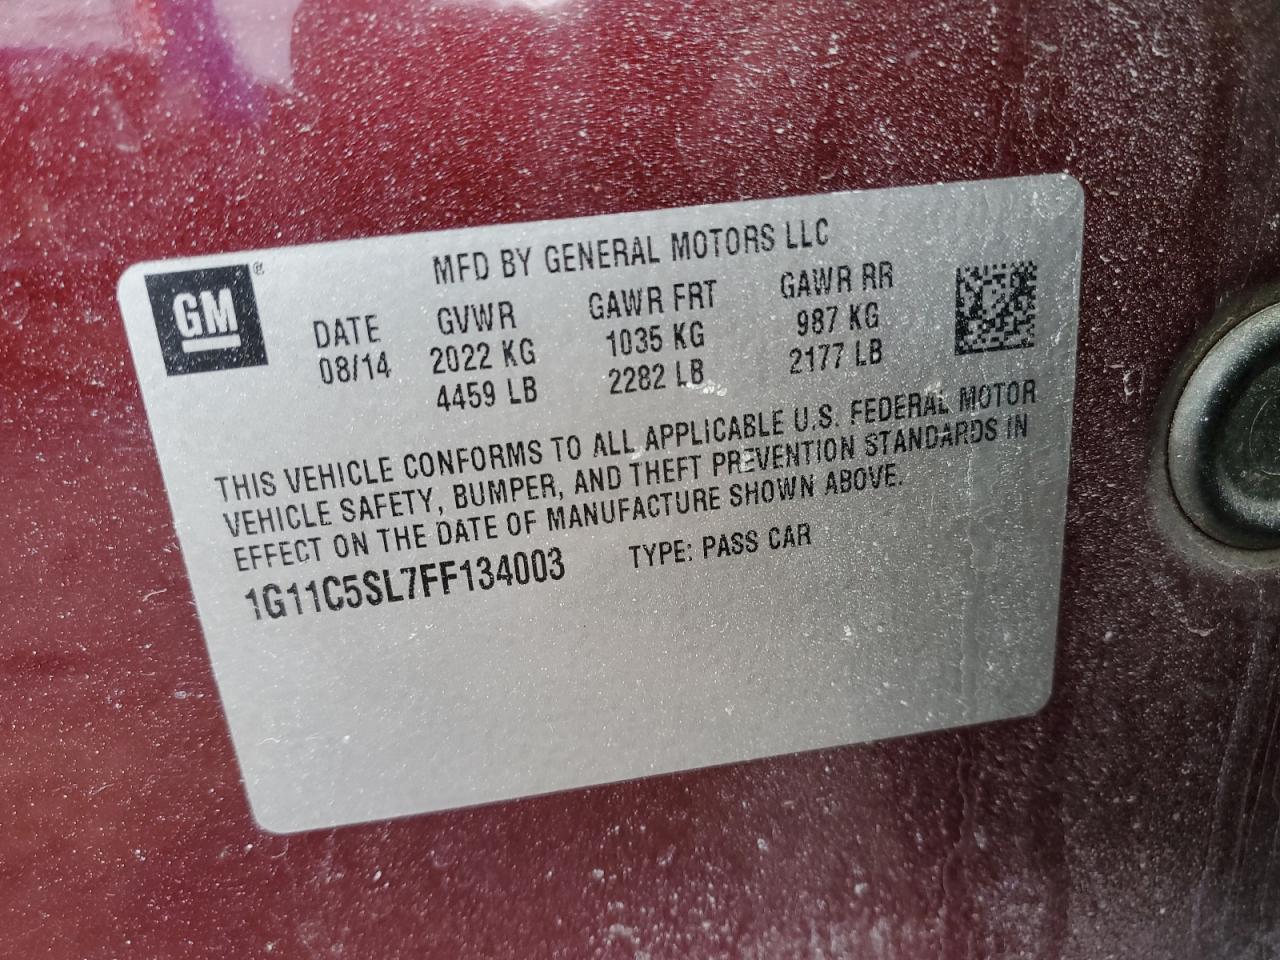 MFD BY GENERAL MOTORS LLC
GM®
DATE GVWR GAWR FRT GAWR RR
08/14 2022 KG 1035 KG 987 KG
4459 LB 2282 LB 2177 LB
THIS VEHICLE CONFORMS TO ALL APPLICABLE U.S. FEDERAL MOTOR
VEHICLE SAFETY, BUMPER, AND THEFT PREVENTION STANDARDS IN
EFFECT ON THE DATE OF MANUFACTURE SHOWN ABOVE.
1G11C5SL7FF134003 TYPE: PASS CAR